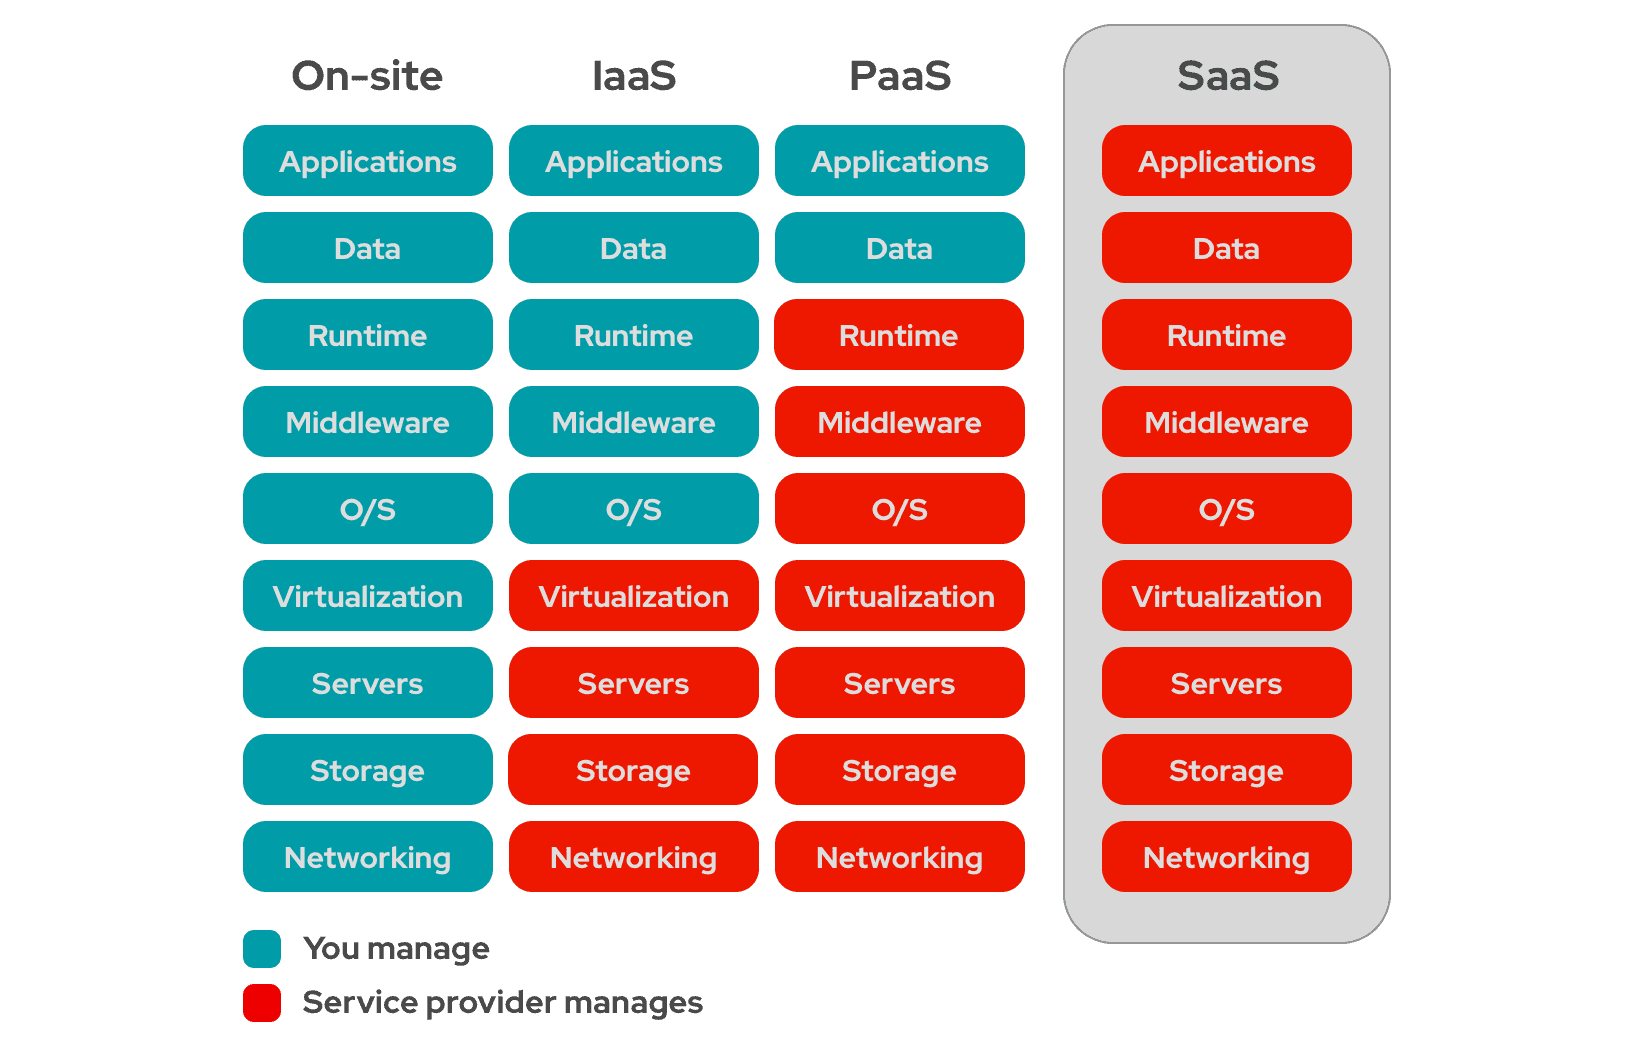 On-site IaaS PaaS SaaS
Applications Applications Applications Applications
Data Data Data Data
Runtime Runtime Runtime Runtime
Middleware Middleware Middleware Middleware
O/S O/S O/S O/S
Virtualization Virtualization Virtualization Virtualization
Servers Servers Servers Servers
Storage Storage Storage Storage
Networking Networking Networking Networking
You manage
Service provider manages